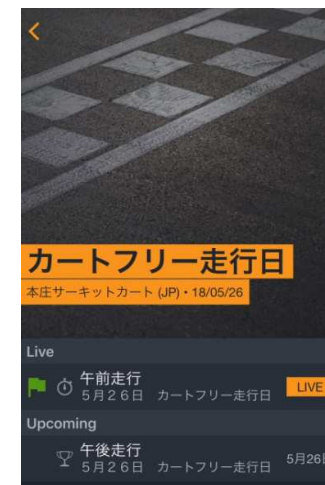 カートフリー走行日
本庄サーキットカート (JP)・18/05/26
Live
午前走行
5月26日 カートフリー走行日
LIVE
Upcoming
午後走行
5月26日 カートフリー走行日
5月26日